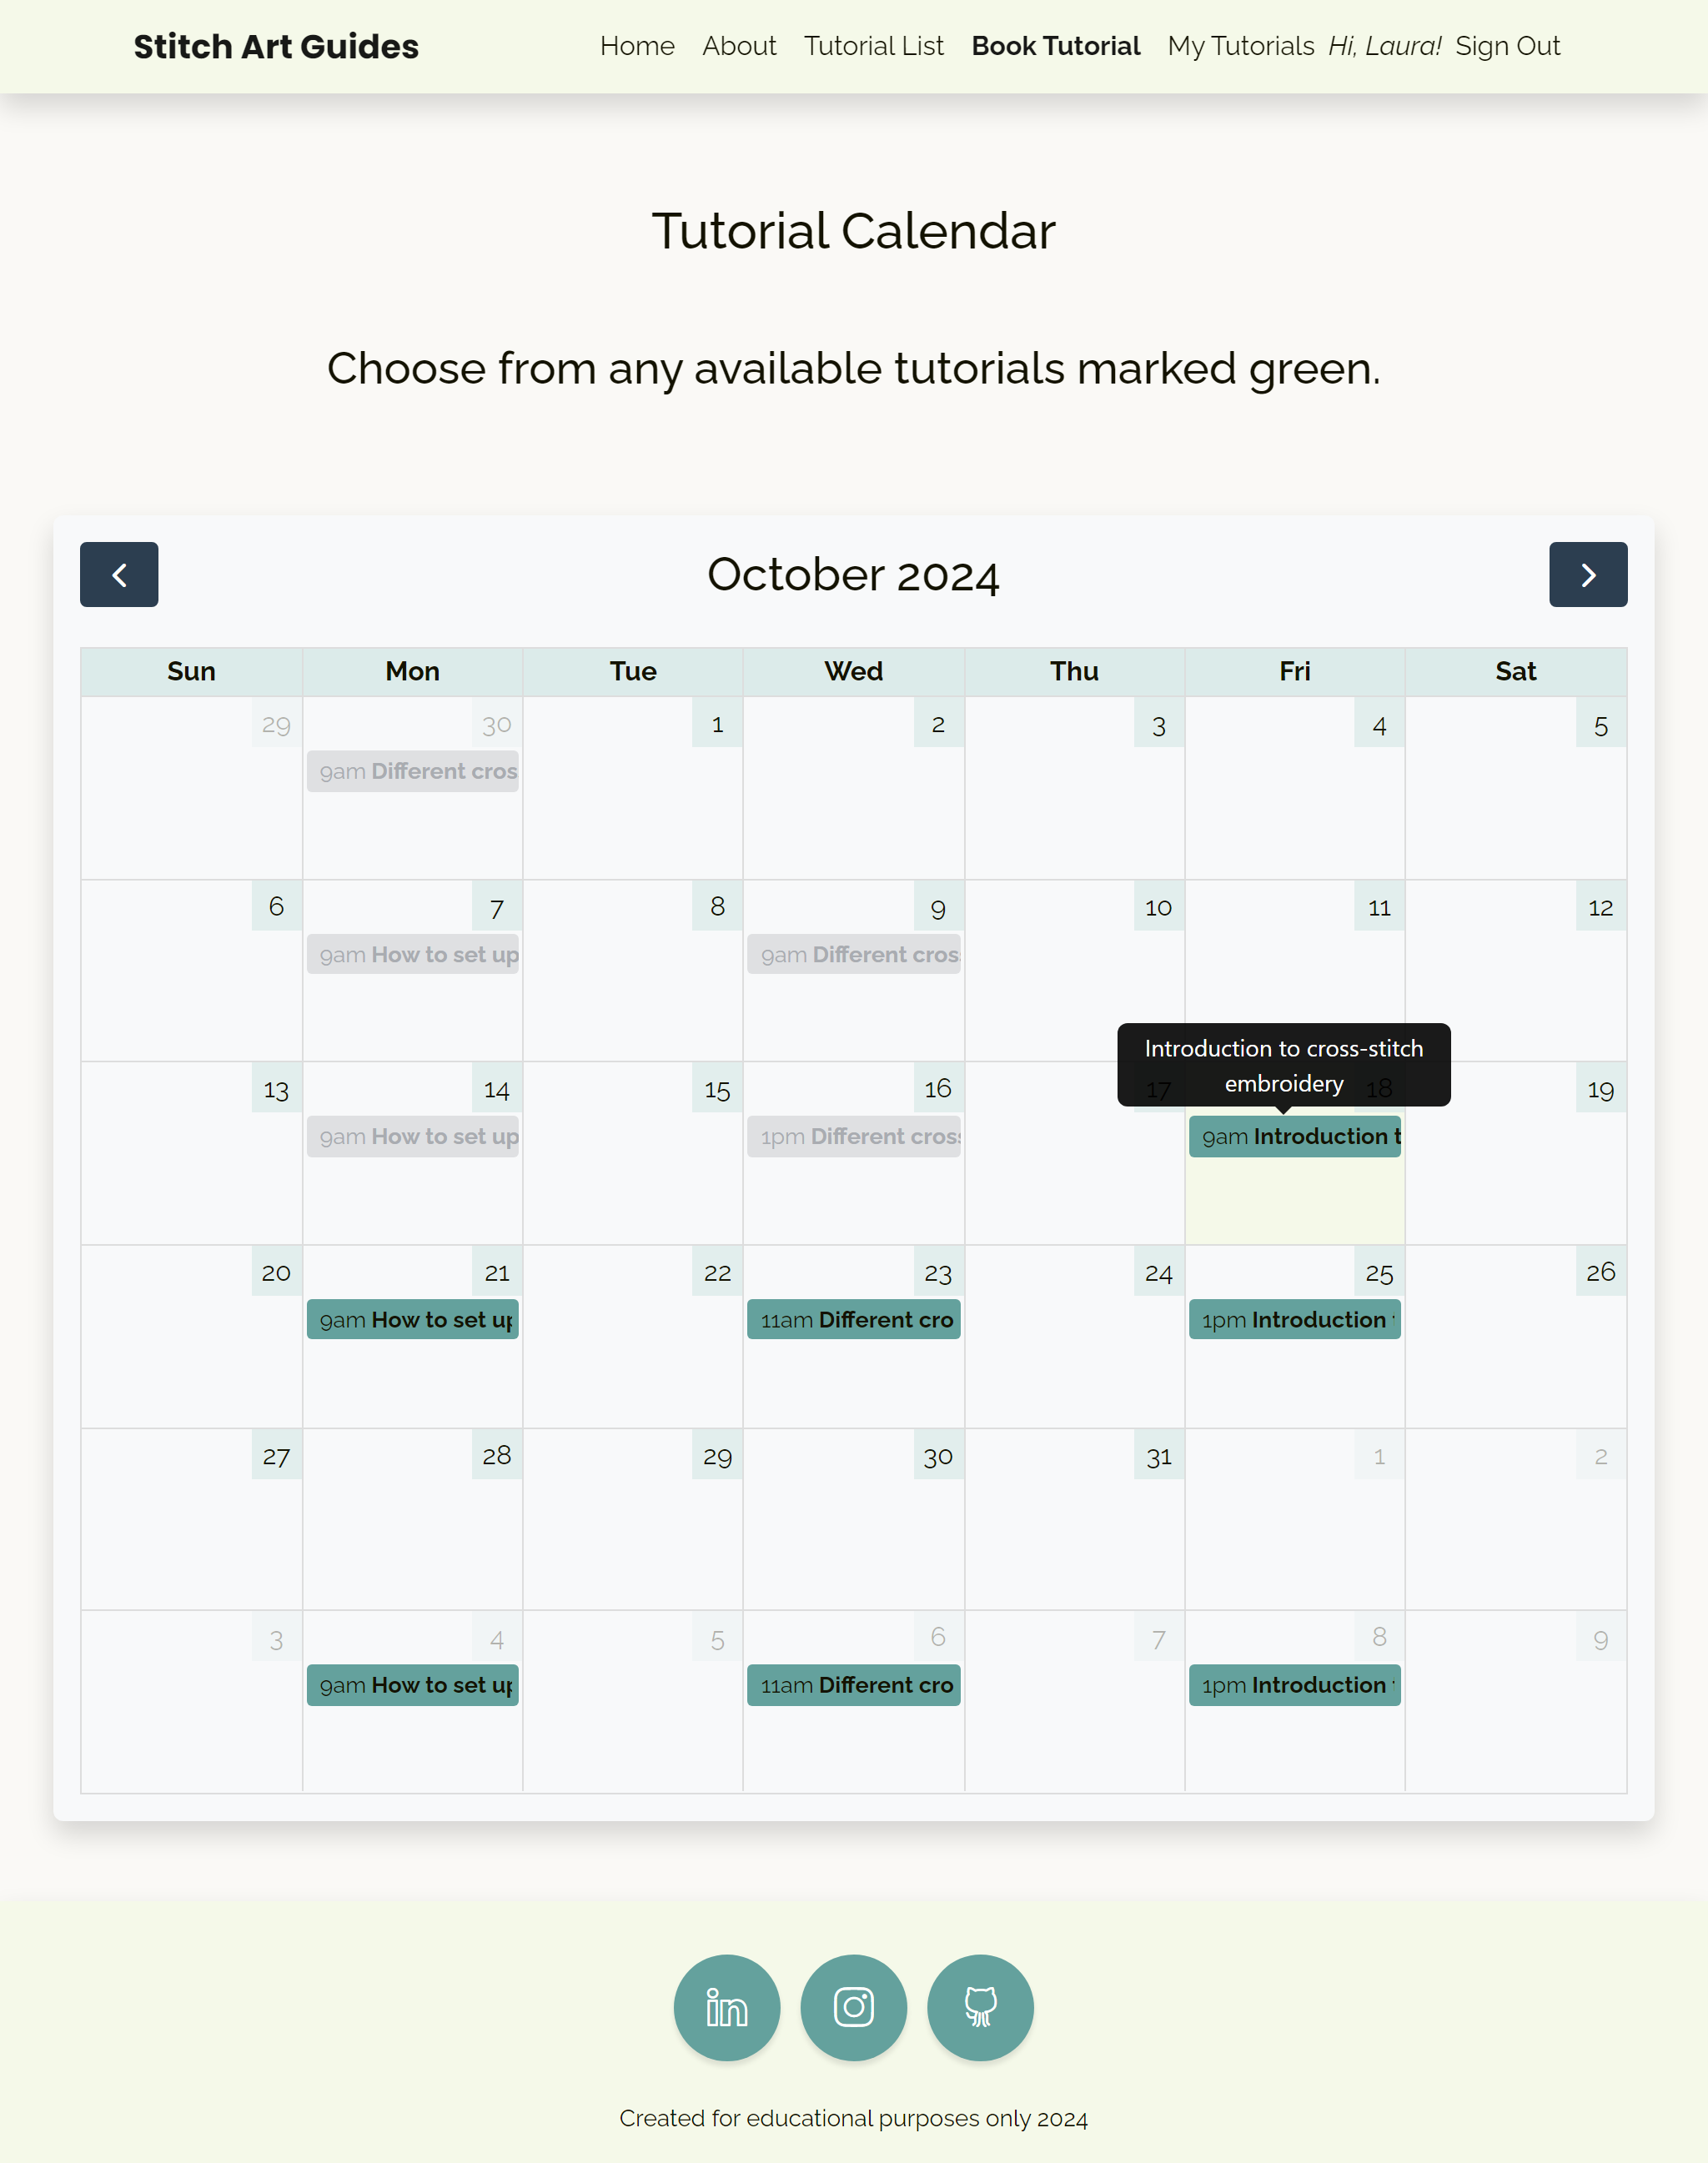 Stitch Art Guides
Home About Tutorial List Book Tutorial My Tutorials Hi, Laura! Sign Out
Tutorial Calendar
Choose from any available tutorials marked green.
October 2024
Sun Mon Tue Wed Thu Fri Sat
29 30 1 2 3 4 5
9am Different cros
6 7 8 9 10 11 12
9am How to set up 9am Different cros
Introduction to cross-stitch
embroidery
13 14 15 16 17 18 19
9am How to set up 1pm Different cross 9am Introduction t
20 21 22 23 24 25 26
9am How to set up 11am Different cro 1pm Introduction
27 28 29 30 31 1 2
3 4 5 6 7 8 9
9am How to set up 11am Different cro 1pm Introduction
in
Created for educational purposes only 2024